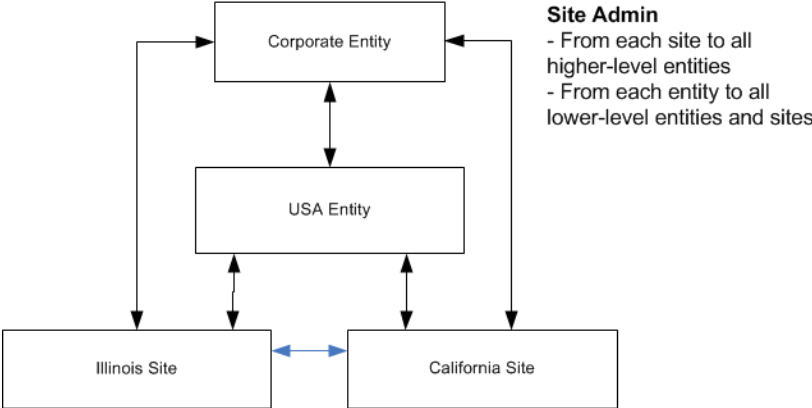 Corporate Entity
Site Admin
- From each site to all
higher-level entities
- From each entity to all
lower-level entities and sites
USA Entity
Illinois Site
California Site